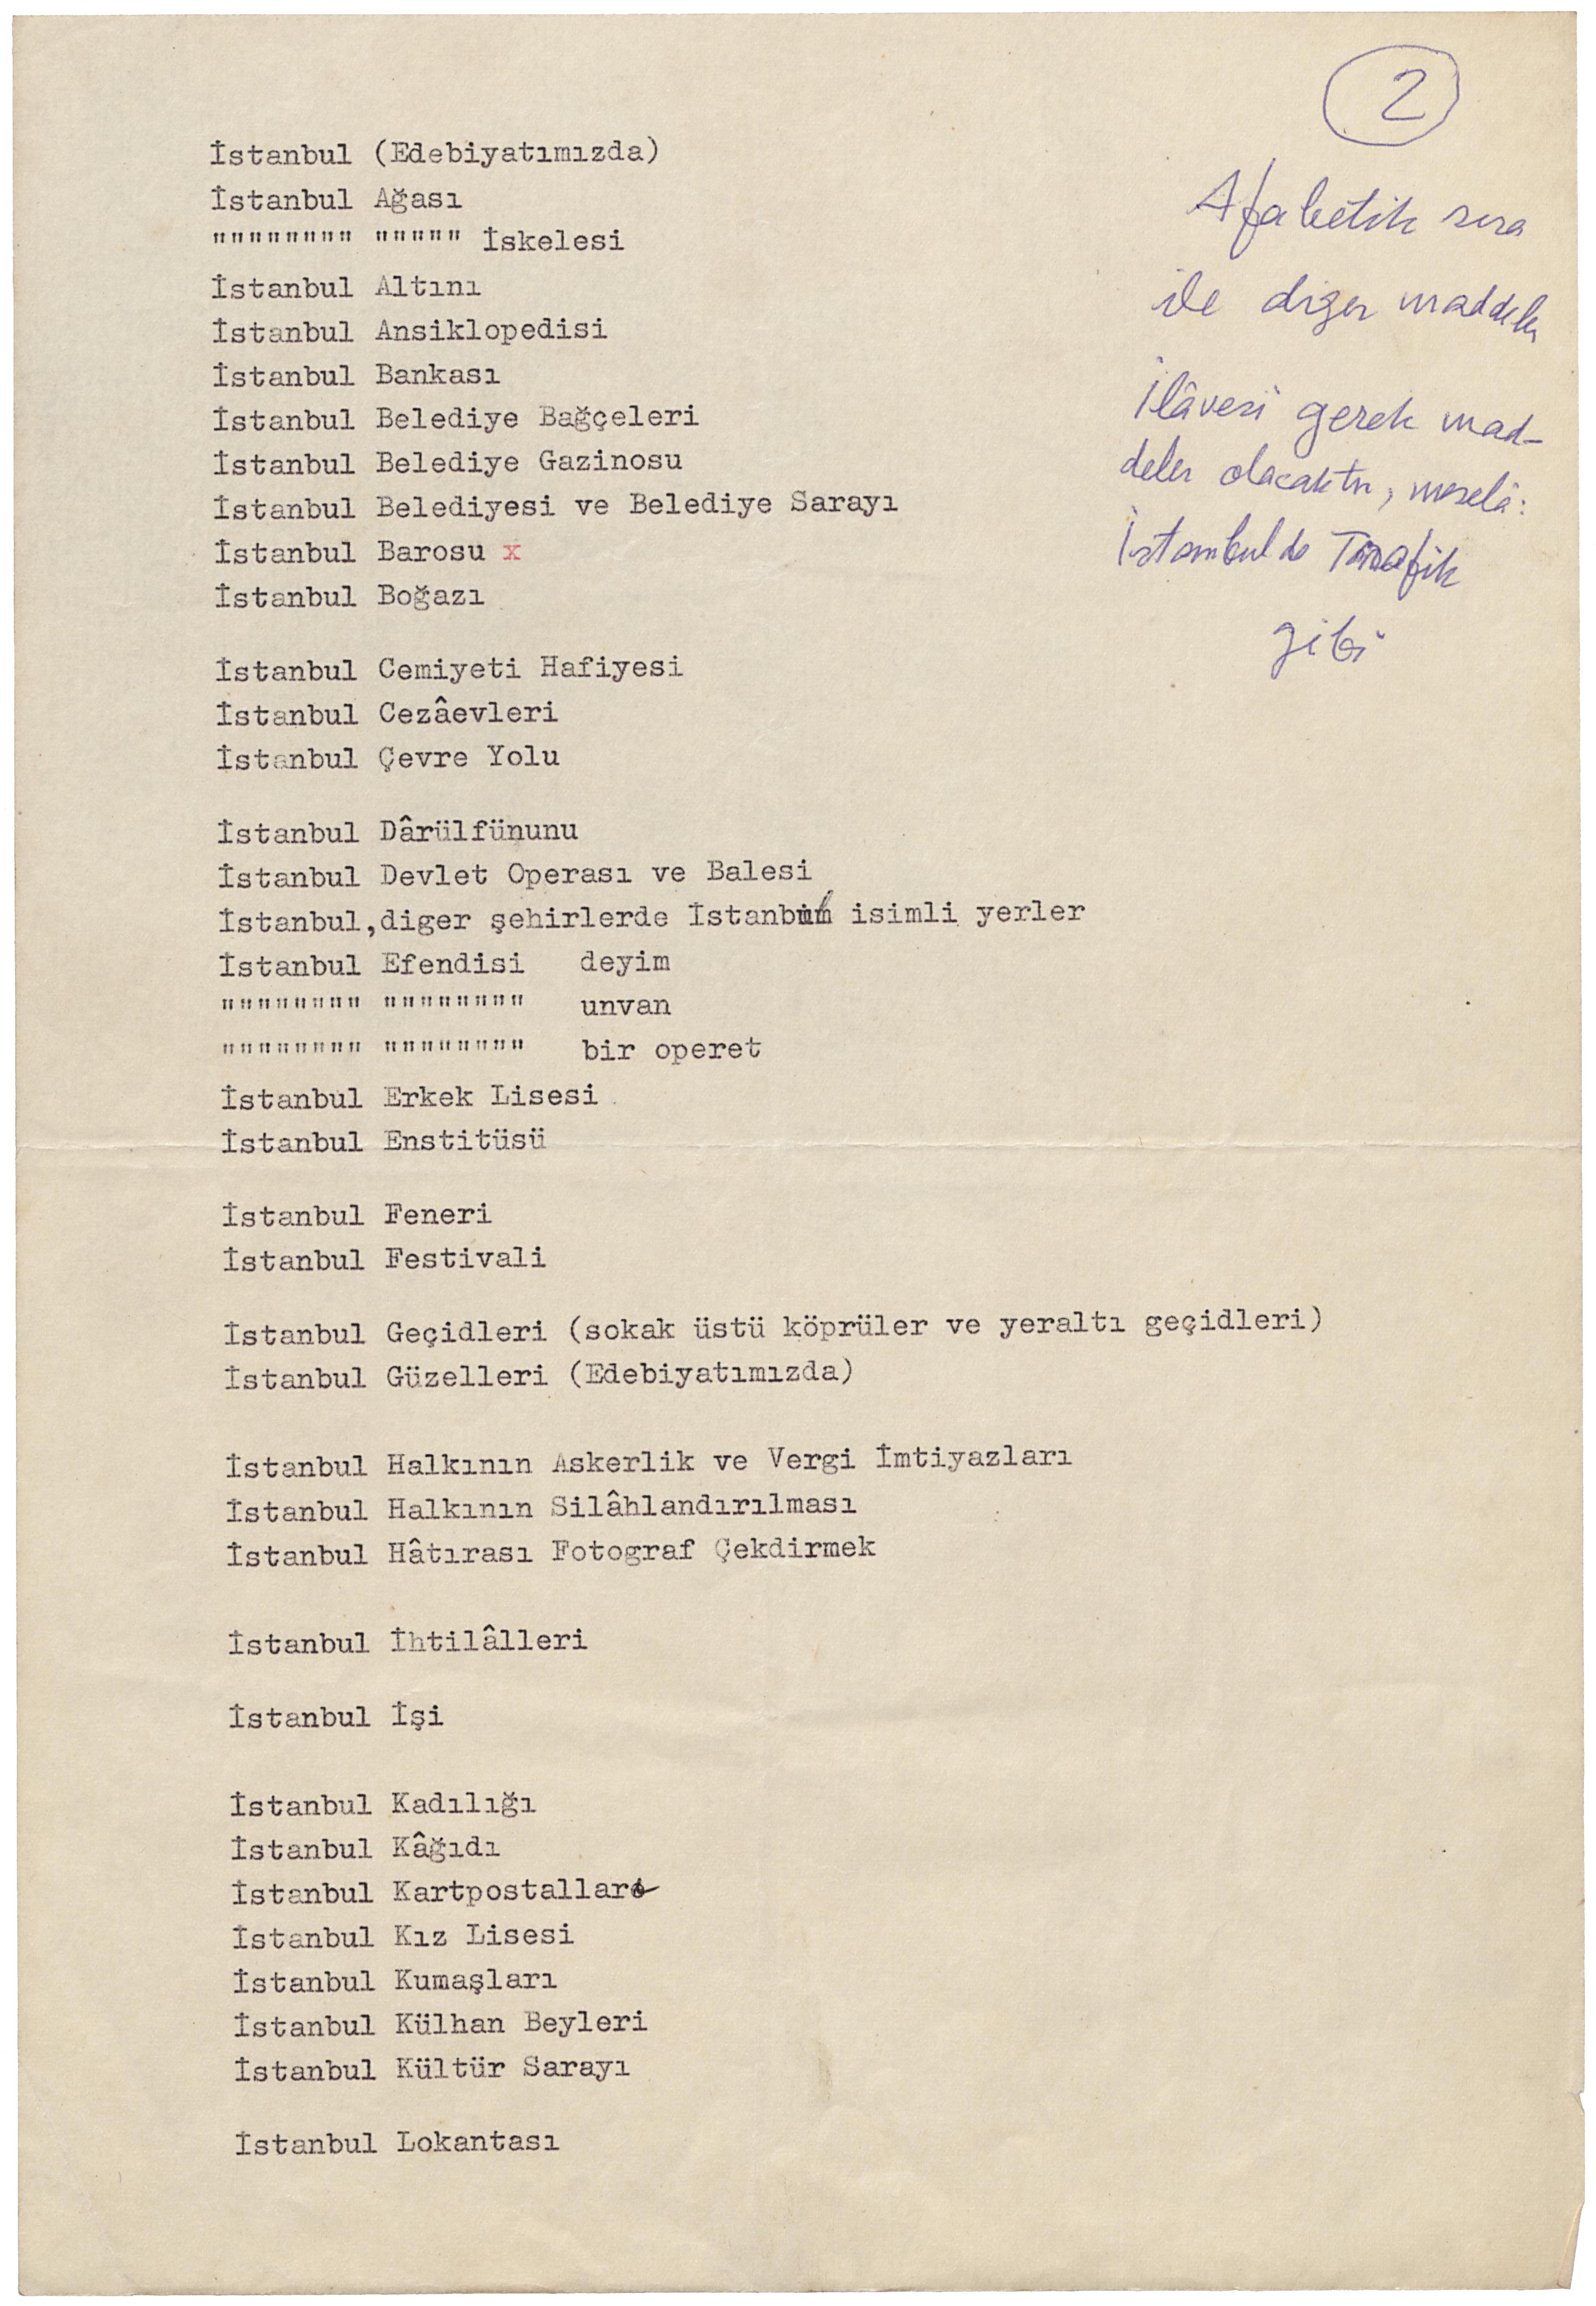 2
Afabetik sıra
ile diğer maddeler
ilâvesi gerek mad-
deler olacaktır, meselâ:
İstanbulda Trafik
gibi
İstanbul (Edebiyatımızda)
İstanbul Ağası
"""""""" """"" İskelesi
İstanbul Altını
İstanbul Ansiklopedisi
İstanbul Bankası
İstanbul Belediye Bağçeleri
İstanbul Belediye Gazinosu
İstanbul Belediyesi ve Belediye Sarayı
İstanbul Barosu x
İstanbul Boğazı
İstanbul Cemiyeti Hafiyesi
İstanbul Cezâevleri
İstanbul Çevre Yolu
İstanbul Dârülfünunu
İstanbul Devlet Operası ve Balesi
İstanbul,diger şehirlerde İstanbul isimli yerler
İstanbul Efendisi deyim
"""""""" """""""" unvan
"""""""" """""""" bir operet
İstanbul Erkek Lisesi
İstanbul Enstitüsü
İstanbul Feneri
İstanbul Festivali
İstanbul Geçidleri (sokak üstü köprüler ve yeraltı geçidleri)
İstanbul Güzelleri (Edebiyatımızda)
İstanbul Halkının Askerlik ve Vergi İmtiyazları
İstanbul Halkının Silâhlandırılması
İstanbul Hâtırası Fotograf Çekdirmek
İstanbul İhtilâlleri
İstanbul İşi
İstanbul Kadılığı
İstanbul Kâğıdı
İstanbul Kartpostalları
İstanbul Kız Lisesi
İstanbul Kumaşları
İstanbul Külhan Beyleri
İstanbul Kültür Sarayı
İstanbul Lokantası